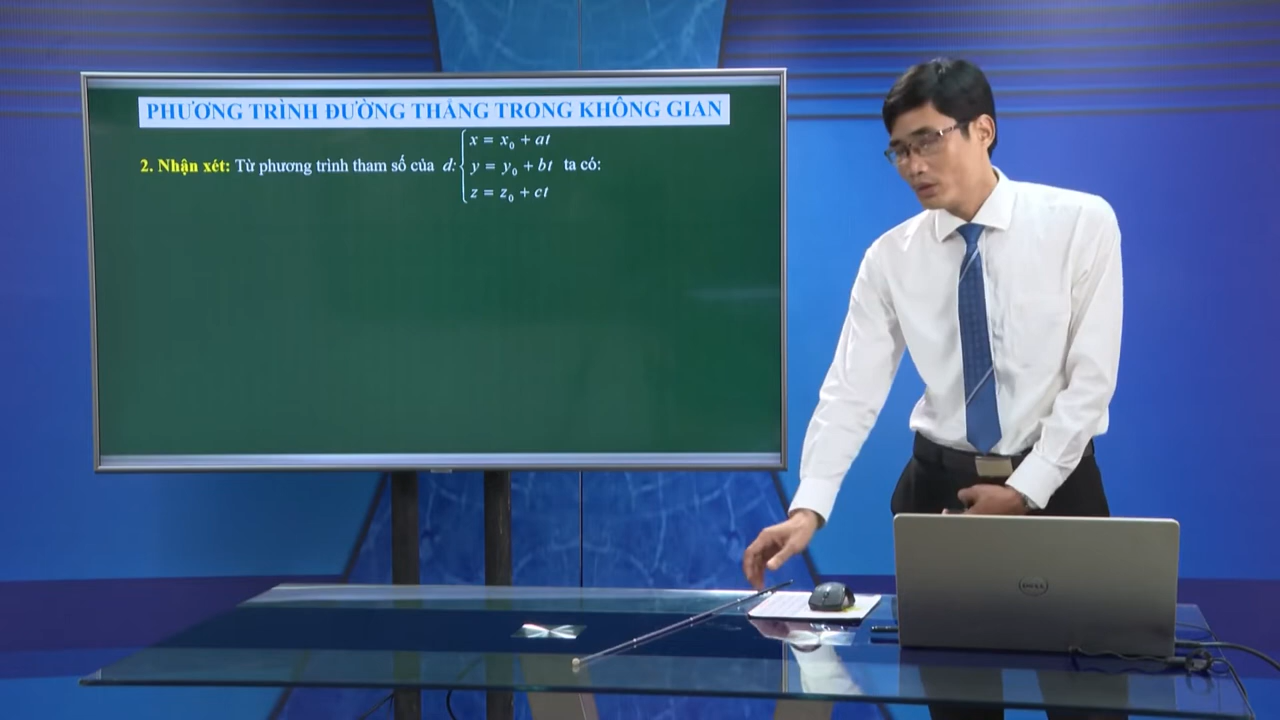 PHƯƠNG TRÌNH ĐƯỜNG THẲNG TRONG KHÔNG GIAN
x = x₀ + at
2. Nhận xét: Từ phương trình tham số của d: { y = y₀ + bt ta có:
z = z₀ + ct
DELL